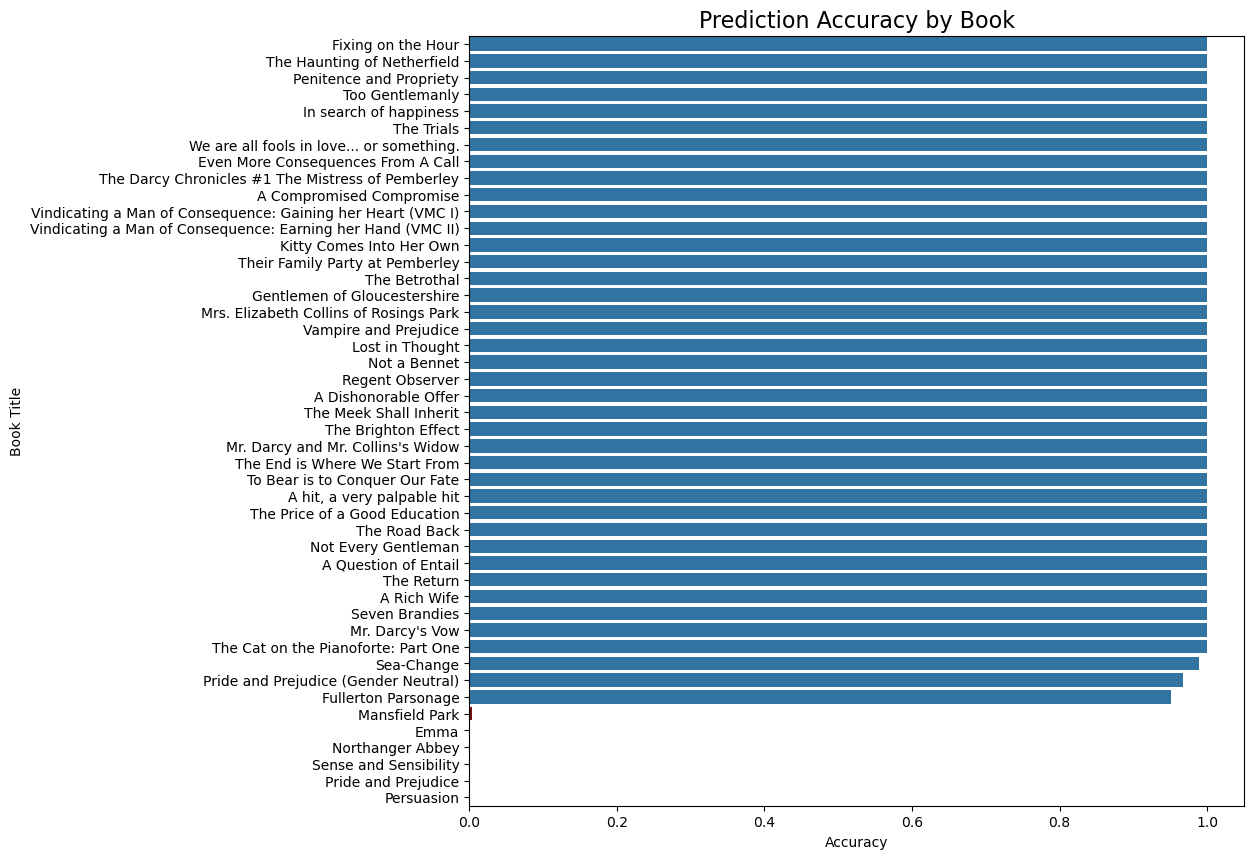 Prediction Accuracy by Book
Fixing on the Hour
The Haunting of Netherfield
Penitence and Propriety
Too Gentlemanly
In search of happiness
The Trials
We are all fools in love... or something.
Even More Consequences From A Call
The Darcy Chronicles #1 The Mistress of Pemberley
A Compromised Compromise
Vindicating a Man of Consequence: Gaining her Heart (VMC I)
Vindicating a Man of Consequence: Earning her Hand (VMC II)
Kitty Comes Into Her Own
Their Family Party at Pemberley
The Betrothal
Gentlemen of Gloucestershire
Mrs. Elizabeth Collins of Rosings Park
Vampire and Prejudice
Lost in Thought
Not a Bennet
Regent Observer
A Dishonorable Offer
The Meek Shall Inherit
The Brighton Effect
Mr. Darcy and Mr. Collins's Widow
The End is Where We Start From
To Bear is to Conquer Our Fate
A hit, a very palpable hit
The Price of a Good Education
The Road Back
Not Every Gentleman
A Question of Entail
The Return
A Rich Wife
Seven Brandies
Mr. Darcy's Vow
The Cat on the Pianoforte: Part One
Sea-Change
Pride and Prejudice (Gender Neutral)
Fullerton Parsonage
Mansfield Park
Emma
Northanger Abbey
Sense and Sensibility
Pride and Prejudice
Persuasion
Book Title
0.0 0.2 0.4 0.6 0.8 1.0
Accuracy